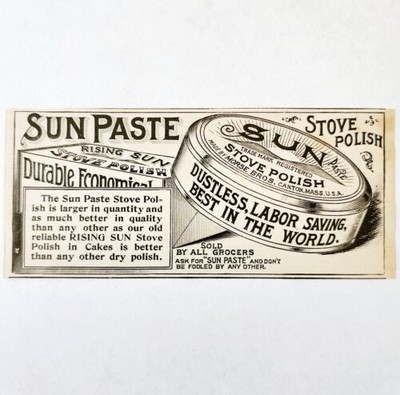 SUN PASTE
STOVE
POLISH
RISING SUN
STOVE POLISH
Durable Economical
The Sun Paste Stove Pol-
ish is larger in quantity and
as much better in quality
than any other as our old
reliable RISING SUN Stove
Polish in Cakes is better
than any other dry polish.
SUN PASTE
TRADE MARK REGISTERED
STOVE POLISH
MADE BY MORSE BROS. CANTON, MASS., U.S.A.
DUSTLESS, LABOR SAVING,
BEST IN THE WORLD.
SOLD
BY ALL GROCERS
ASK FOR "SUN PASTE" AND DON'T
BE FOOLED BY ANY OTHER.